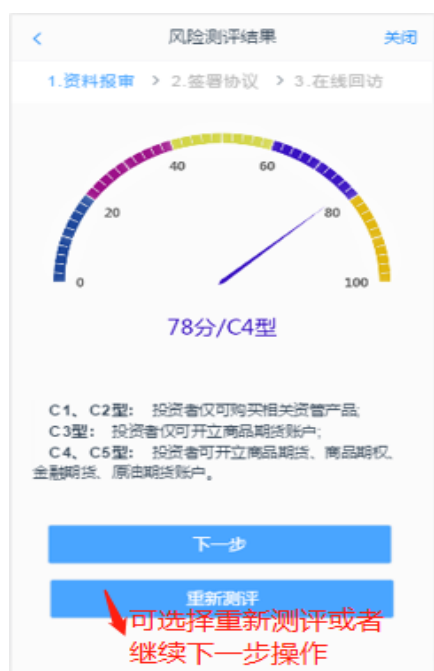 < 风险测评结果 关闭
1.资料报审 > 2.签署协议 > 3.在线回访
40 60
20 80
0 100
78分/C4型
C1、C2型： 投资者仅可购买相关资管产品;
C3型： 投资者仅可开立商品期货账户;
C4、C5型： 投资者可开立商品期货、商品期权、
金融期货、原油期货账户。
下一步
重新测评
可选择重新测评或者
继续下一步操作